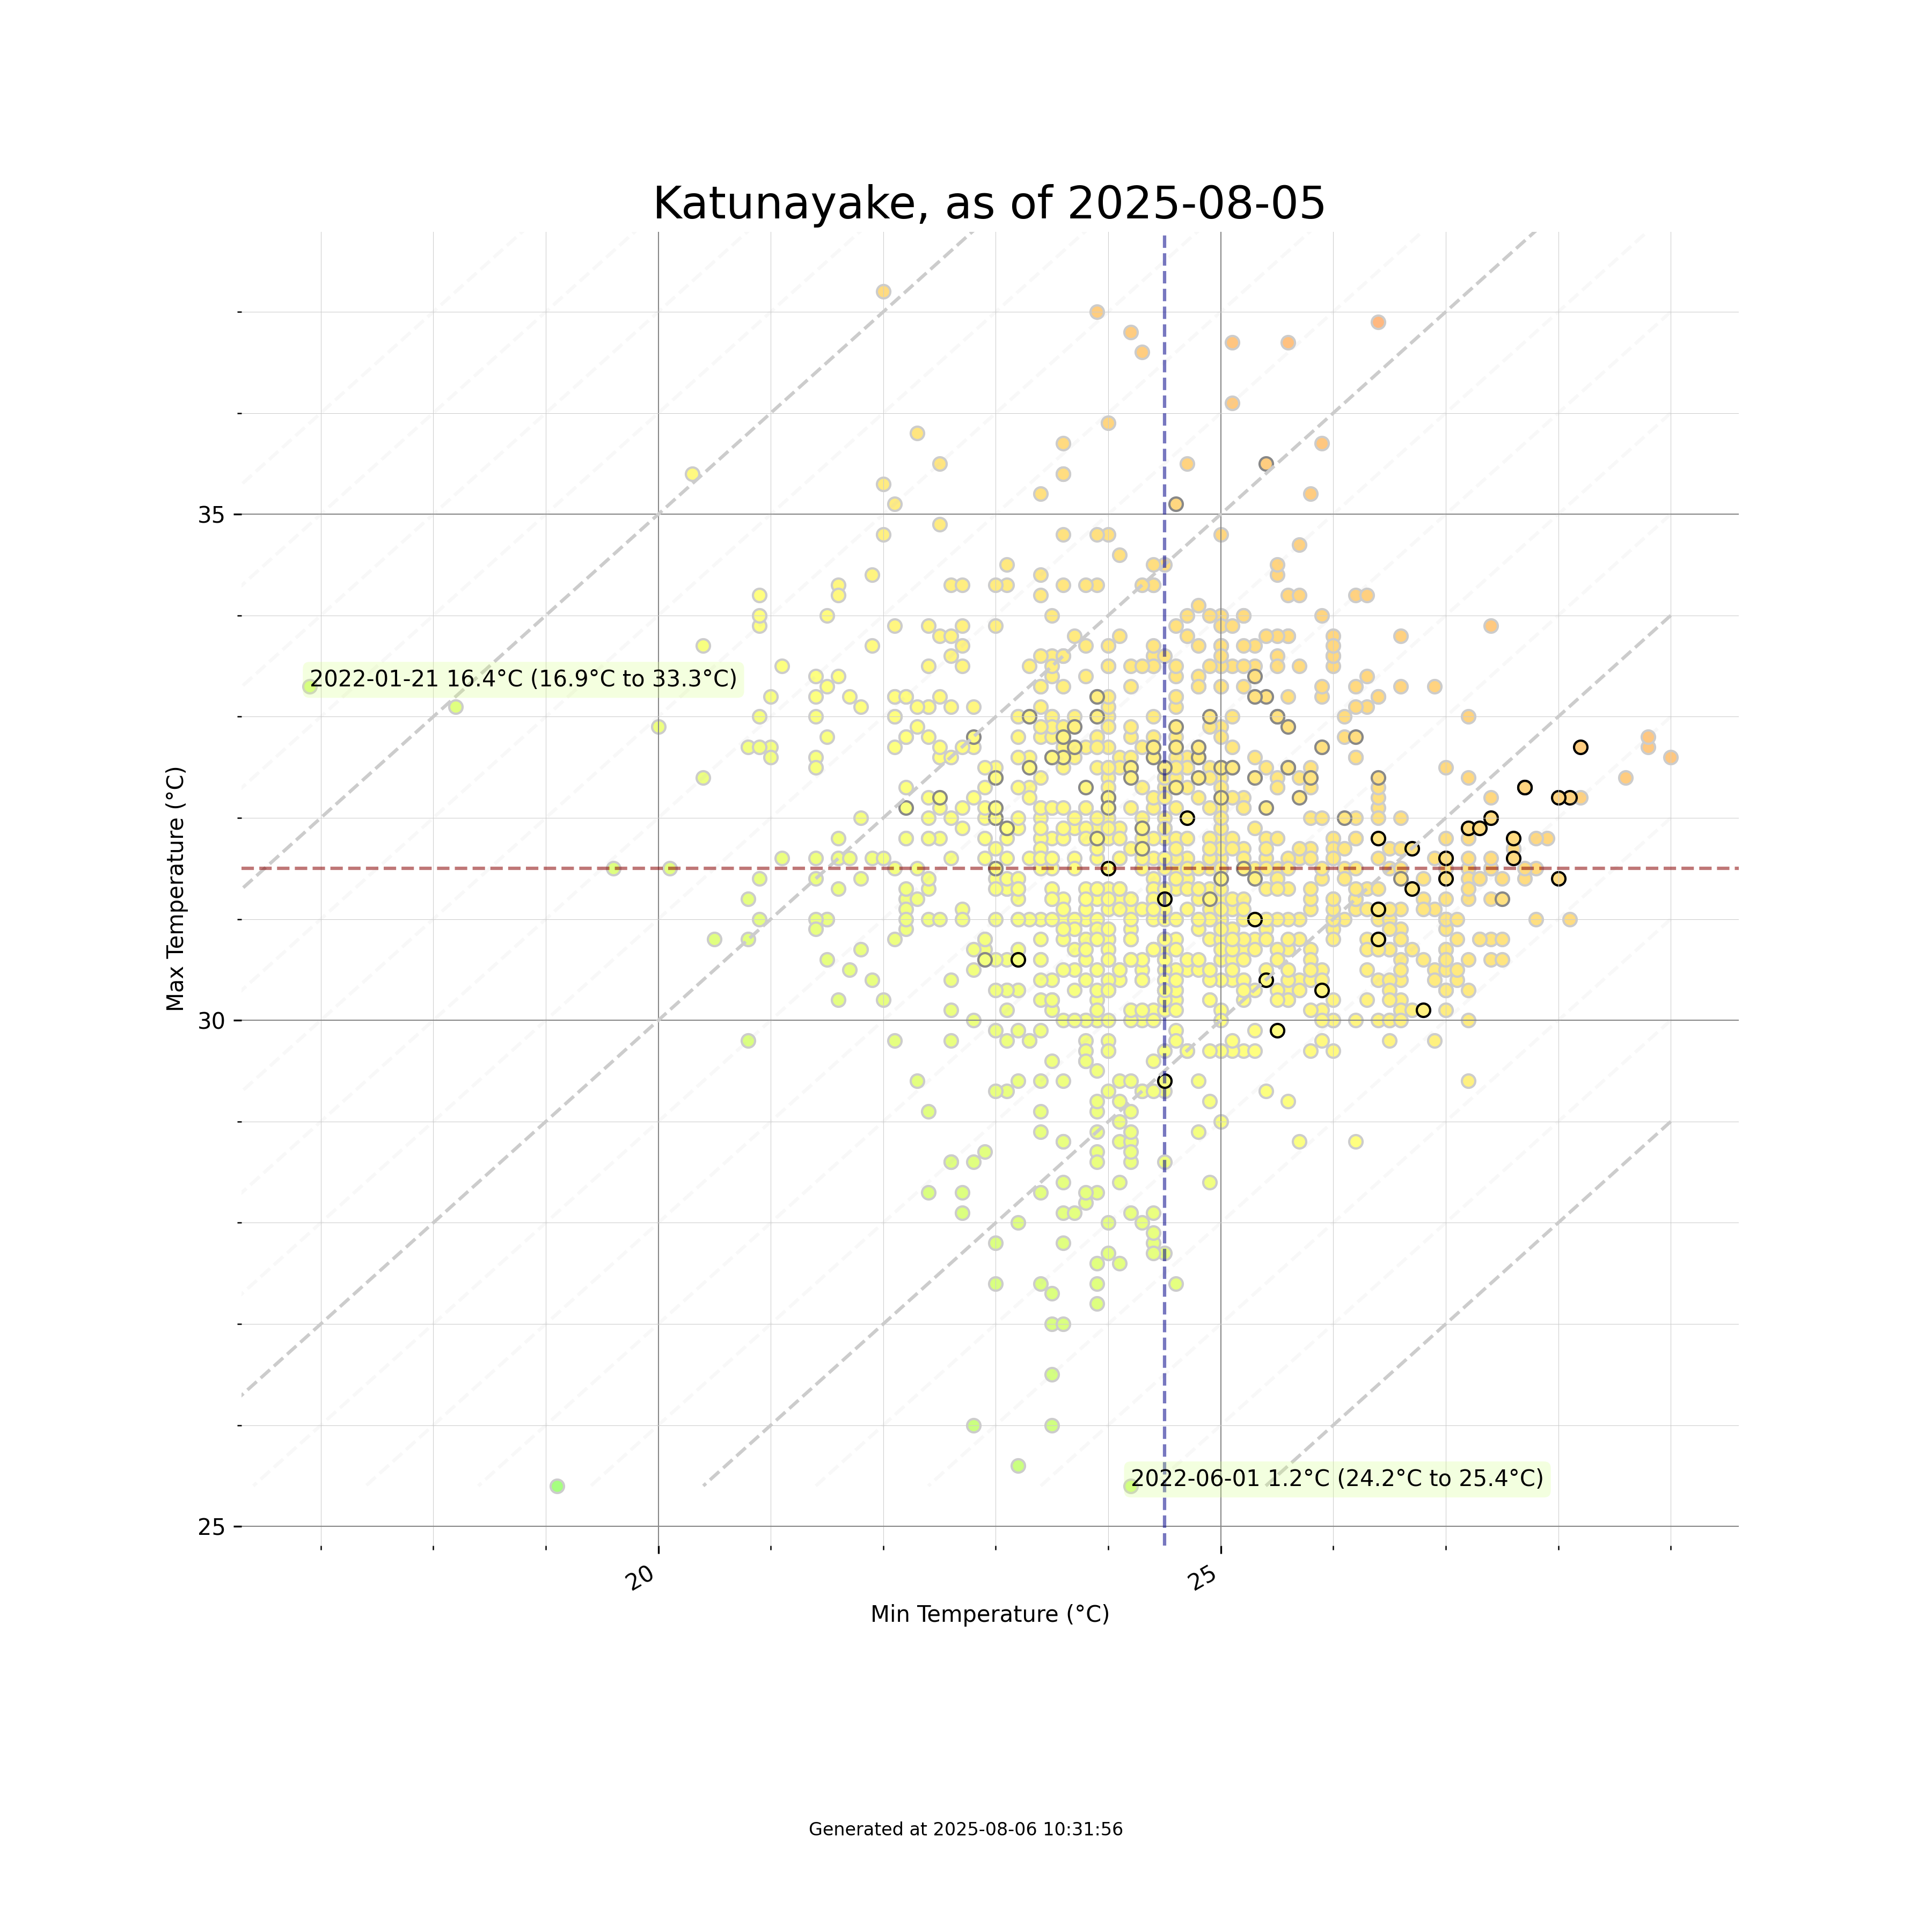 Katunayake, as of 2025-08-05
35
2022-01-21 16.4°C (16.9°C to 33.3°C)
Max Temperature (°C)
30
2022-06-01 1.2°C (24.2°C to 25.4°C)
25
20
25
Min Temperature (°C)
Generated at 2025-08-06 10:31:56